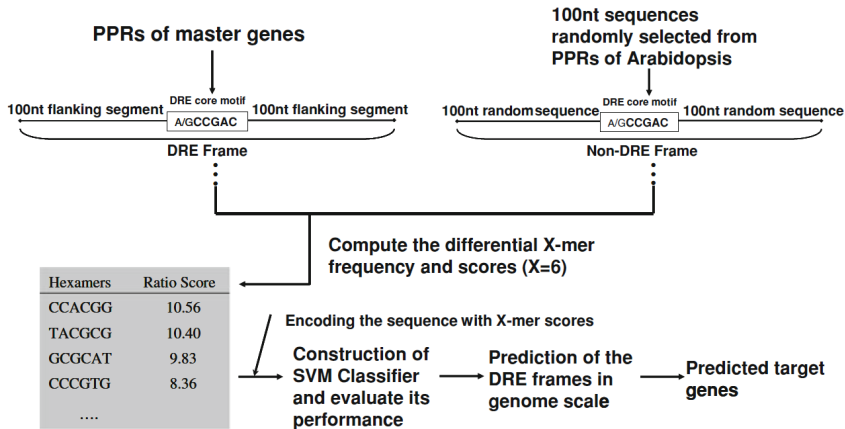 PPRs of master genes
100nt sequences
randomly selected from
PPRs of Arabidopsis
DRE core motif
100nt flanking segment
100nt flanking segment
A/GCCGAC
DRE Frame
DRE core motif
100nt random sequence
100nt random sequence
A/GCCGAC
Non-DRE Frame
Compute the differential X-mer
frequency and scores (X=6)
Hexamers Ratio Score
CCACGG 10.56
TACGCG 10.40
GCGCAT 9.83
CCCGTG 8.36
....
Encoding the sequence with X-mer scores
Construction of
SVM Classifier
and evaluate its
performance
Prediction of the
DRE frames in
genome scale
Predicted target
genes